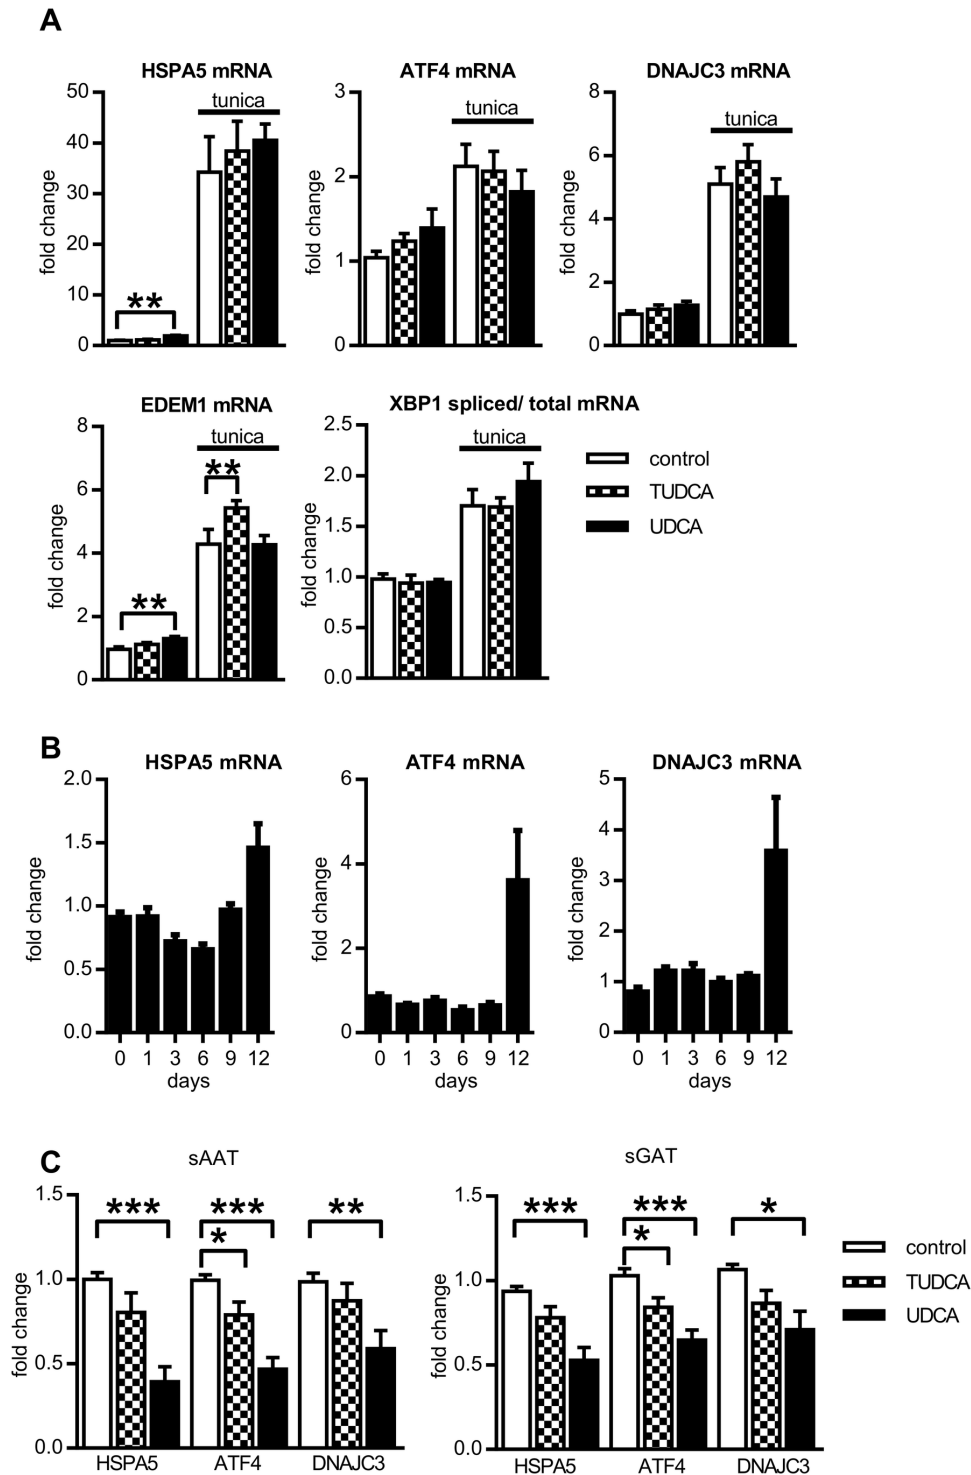 A
HSPA5 mRNA
ATF4 mRNA
DNAJC3 mRNA
fold change
50
40
30
20
10
0
tunica
**
fold change
3
2
1
0
tunica
fold change
8
6
4
2
0
tunica
EDEM1 mRNA
XBP1 spliced/ total mRNA
fold change
8
6
4
2
0
tunica
**
**
fold change
2.5
2.0
1.5
1.0
0.5
0.0
tunica
control
TUDCA
UDCA
B
HSPA5 mRNA
ATF4 mRNA
DNAJC3 mRNA
fold change
2.0
1.5
1.0
0.5
0.0
0 1 3 6 9 12
days
fold change
6
4
2
0
0 1 3 6 9 12
days
fold change
5
4
3
2
1
0
0 1 3 6 9 12
days
C
sAAT
fold change
1.5
1.0
0.5
0.0
*** *** **
*
HSPA5 ATF4 DNAJC3
sGAT
fold change
1.5
1.0
0.5
0.0
*** *** *
*
HSPA5 ATF4 DNAJC3
control
TUDCA
UDCA